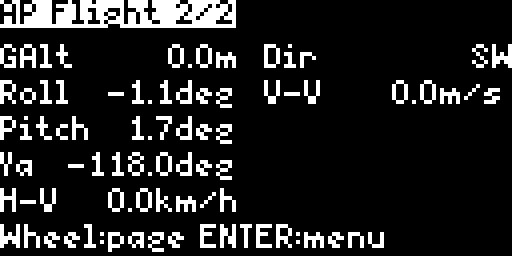 AP Flight 2/2
GAlt 0.0m Dir SW
Roll -1.1deg V-V 0.0m/s
Pitch 1.7deg
Ya -118.0deg
H-V 0.0km/h
Wheel:page ENTER:menu